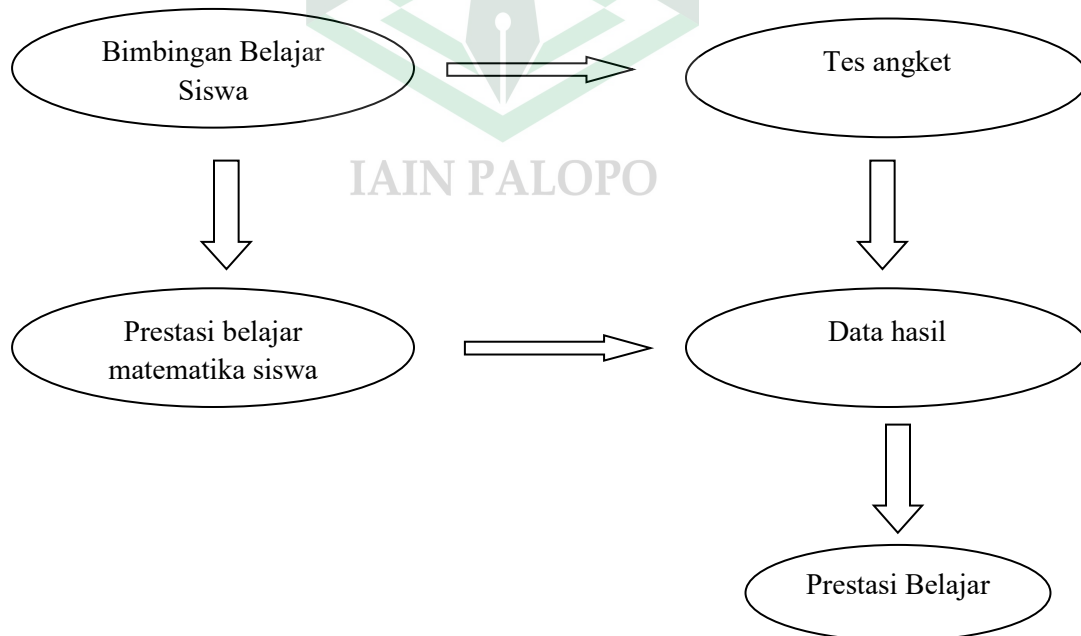 Bimbingan Belajar
Siswa
Tes angket
IAIN PALOPO
Prestasi belajar
matematika siswa
Data hasil
Prestasi Belajar